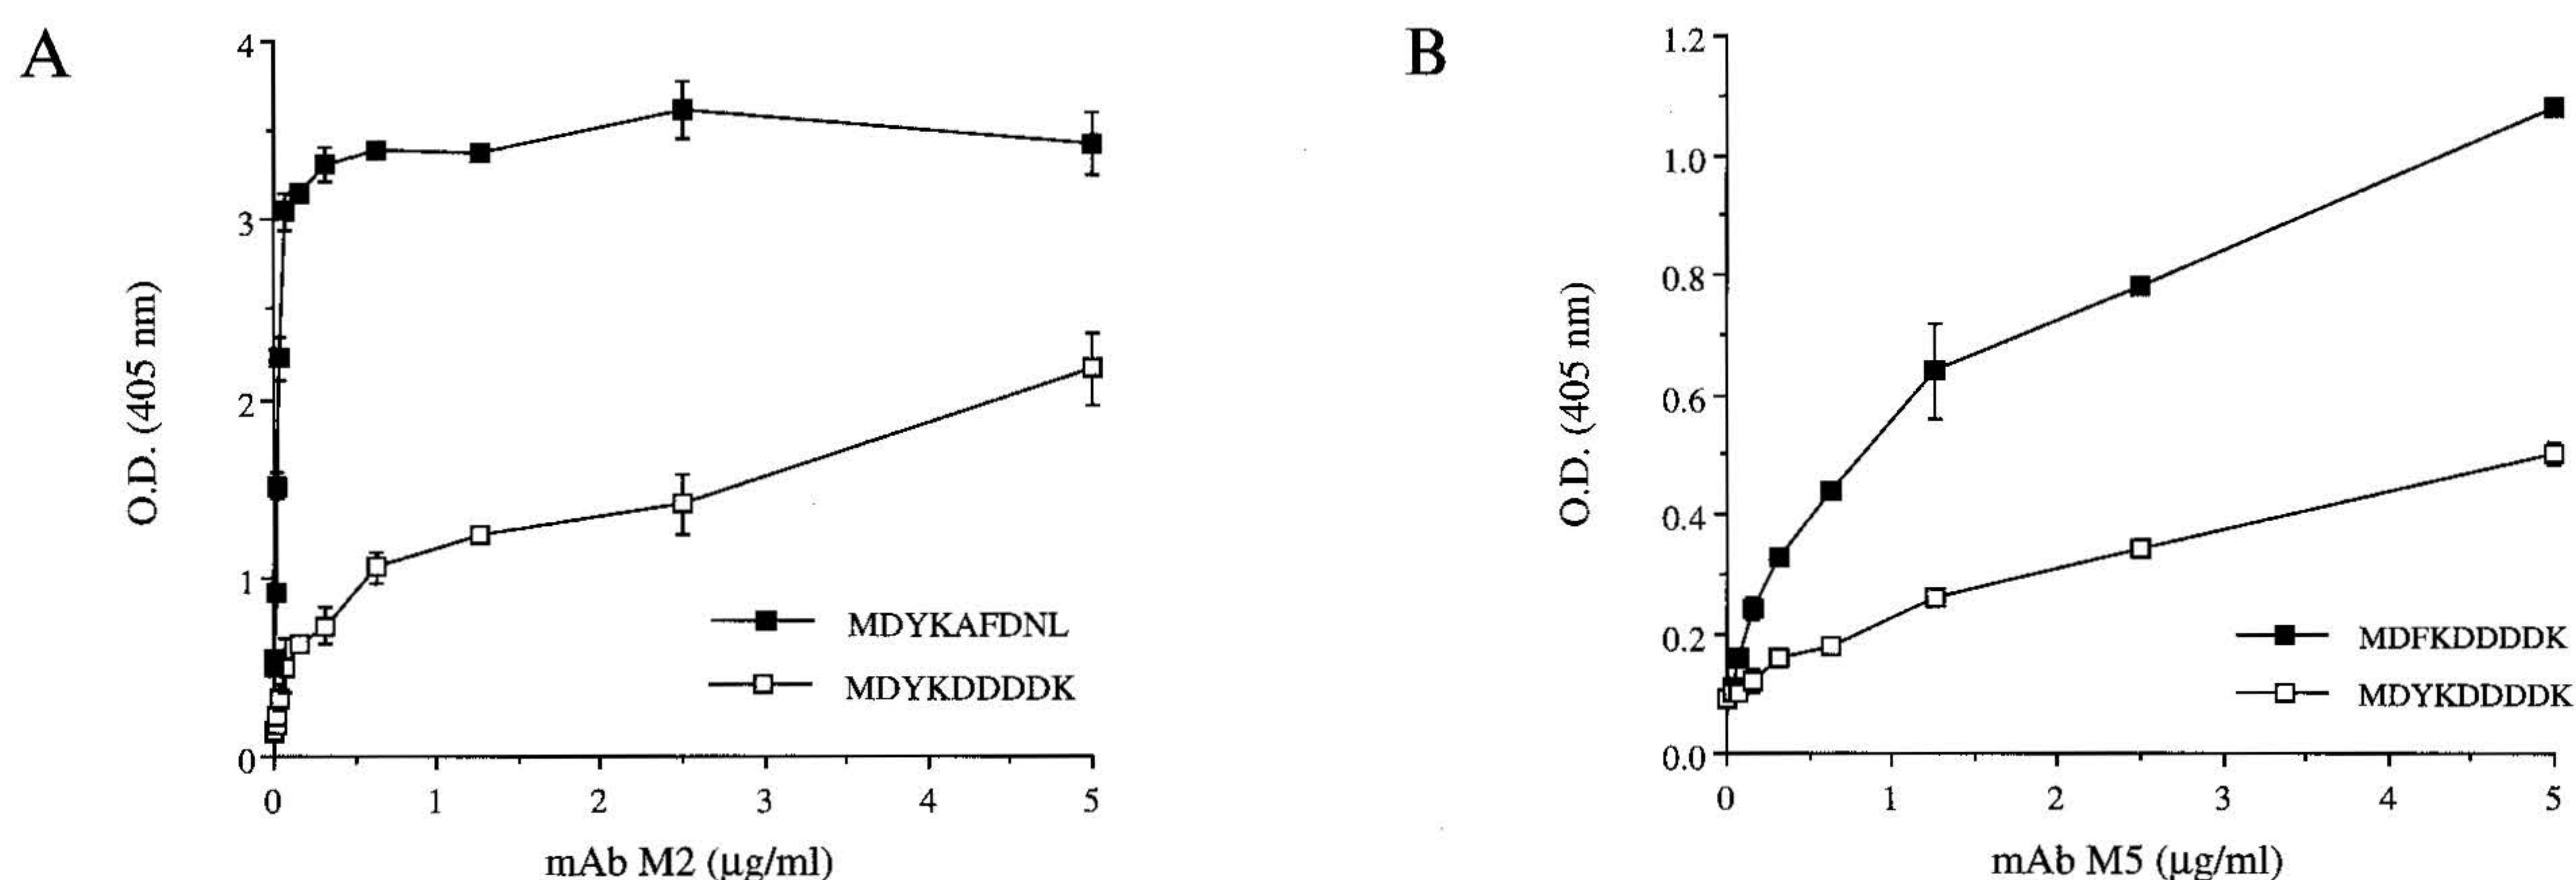 A
4
3
2
1
0
O.D. (405 nm)
0 1 2 3 4 5
mAb M2 (μg/ml)
MDYKAFDNL
MDYKDDDDK
B
1.2
1.0
0.8
0.6
0.4
0.2
0.0
O.D. (405 nm)
0 1 2 3 4 5
mAb M5 (μg/ml)
MDFKDDDDK
MDYKDDDDK